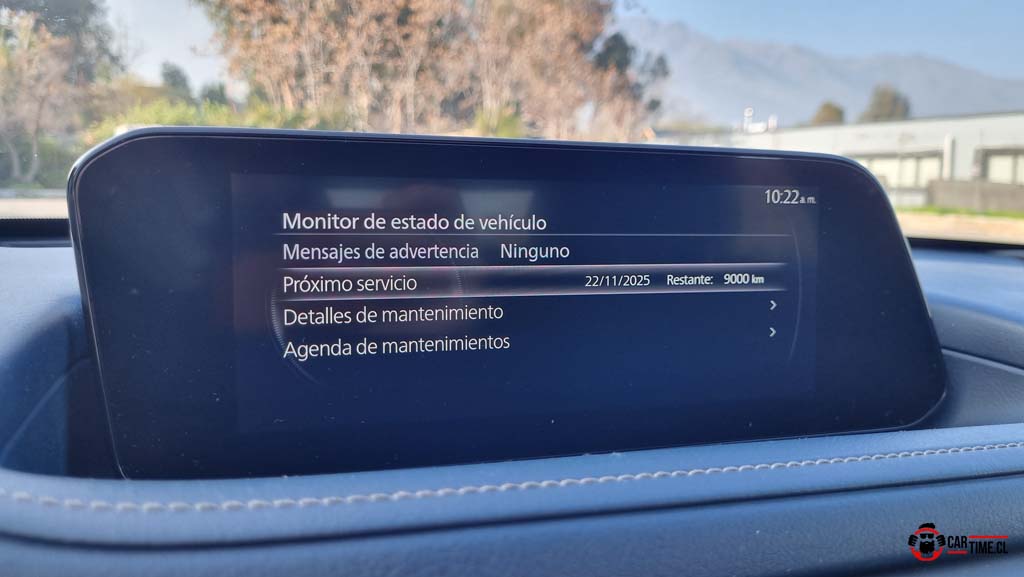 10:22a.m.
Monitor de estado de vehículo
Mensajes de advertencia Ninguno
Próximo servicio 22/11/2025 Restante: 9000 km
Detalles de mantenimiento >
Agenda de mantenimientos >
CAR
TIME.CL